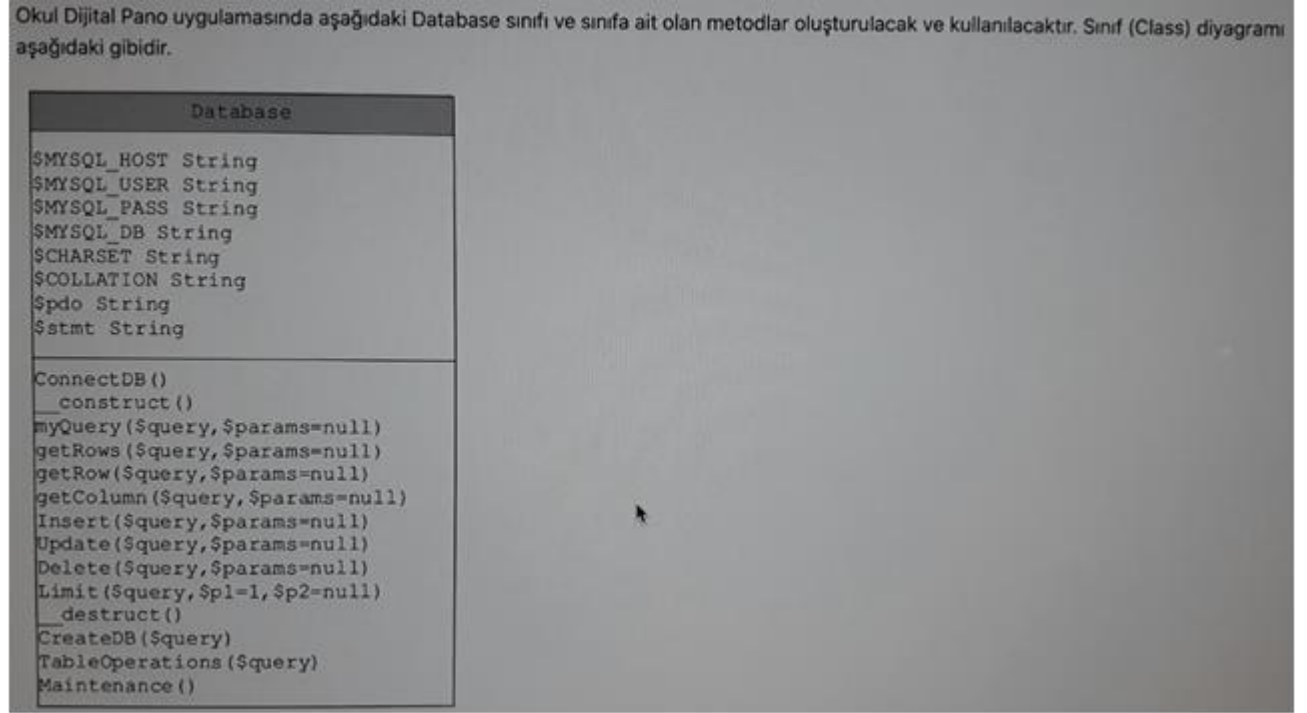 Okul Dijital Pano uygulamasında aşağıdaki Database sınıfı ve sınıfa ait olan metodlar oluşturulacak ve kullanılacaktır. Sınıf (Class) diyagramı
aşağıdaki gibidir.
Database
$MYSQL_HOST String
$MYSQL_USER String
$MYSQL_PASS String
$MYSQL_DB String
$CHARSET String
$COLLATION String
$pdo String
$stmt String
ConnectDB()
__construct()
myQuery($query,$params=null)
getRows($query,$params=null)
getRow($query,$params=null)
getColumn($query,$params=null)
Insert($query,$params=null)
Update($query,$params=null)
Delete($query,$params=null)
Limit($query,$p1=1,$p2=null)
__destruct()
CreateDB($query)
TableOperations($query)
Maintenance()